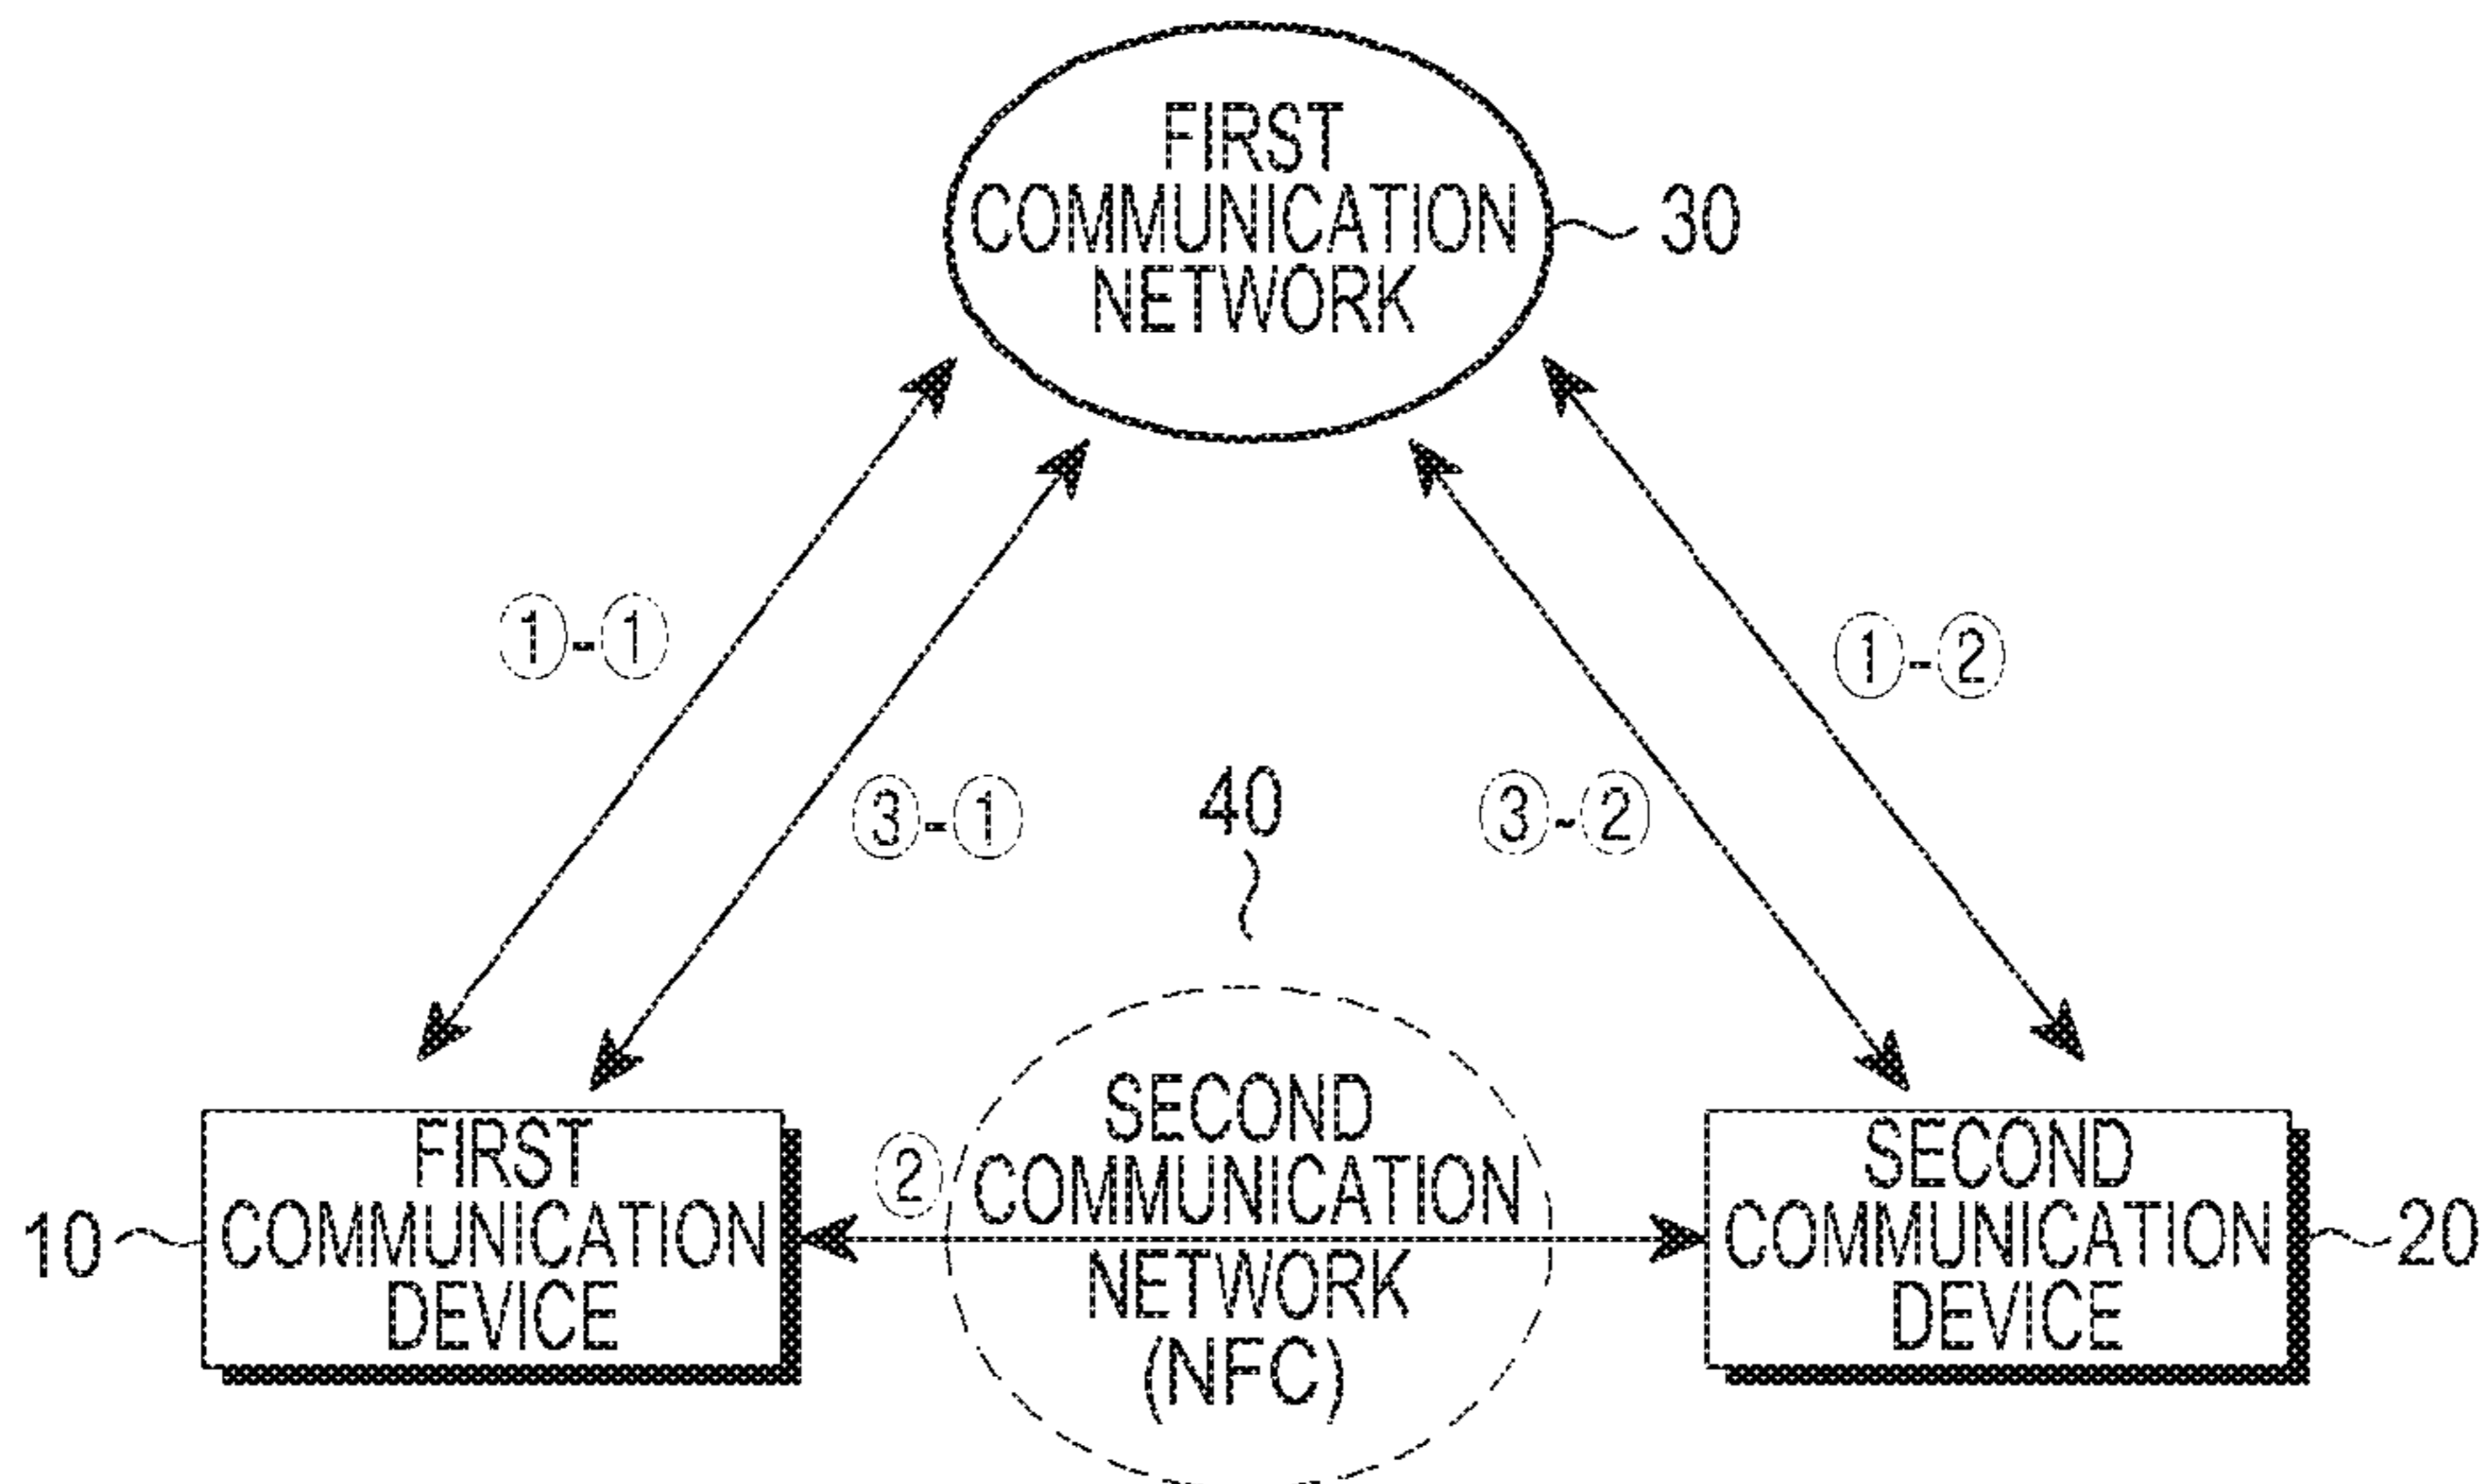 FIRST
COMMUNICATION
NETWORK
30
①-①
①-②
③-①
40
③-②
10
FIRST
COMMUNICATION
DEVICE
②
SECOND
COMMUNICATION
NETWORK
(NFC)
SECOND
COMMUNICATION
DEVICE
20